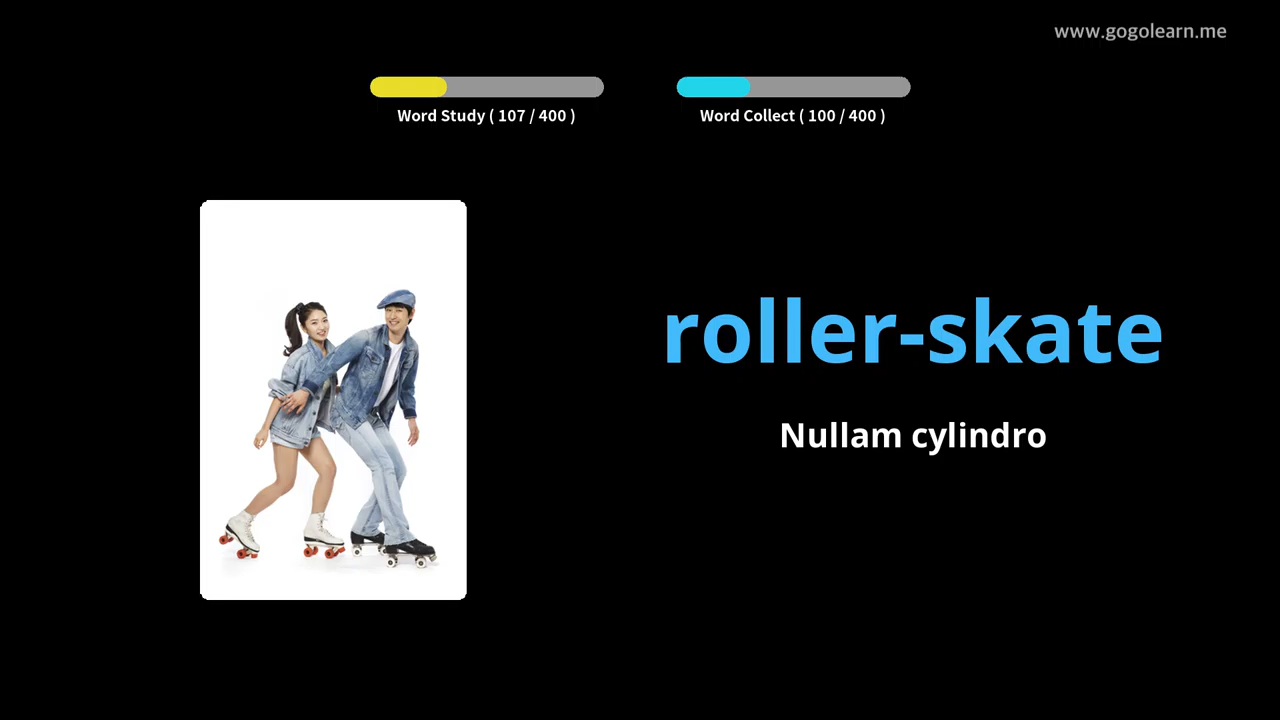 www.gogolearn.me
Word Study ( 107 / 400 )
Word Collect ( 100 / 400 )
roller-skate
Nullam cylindro